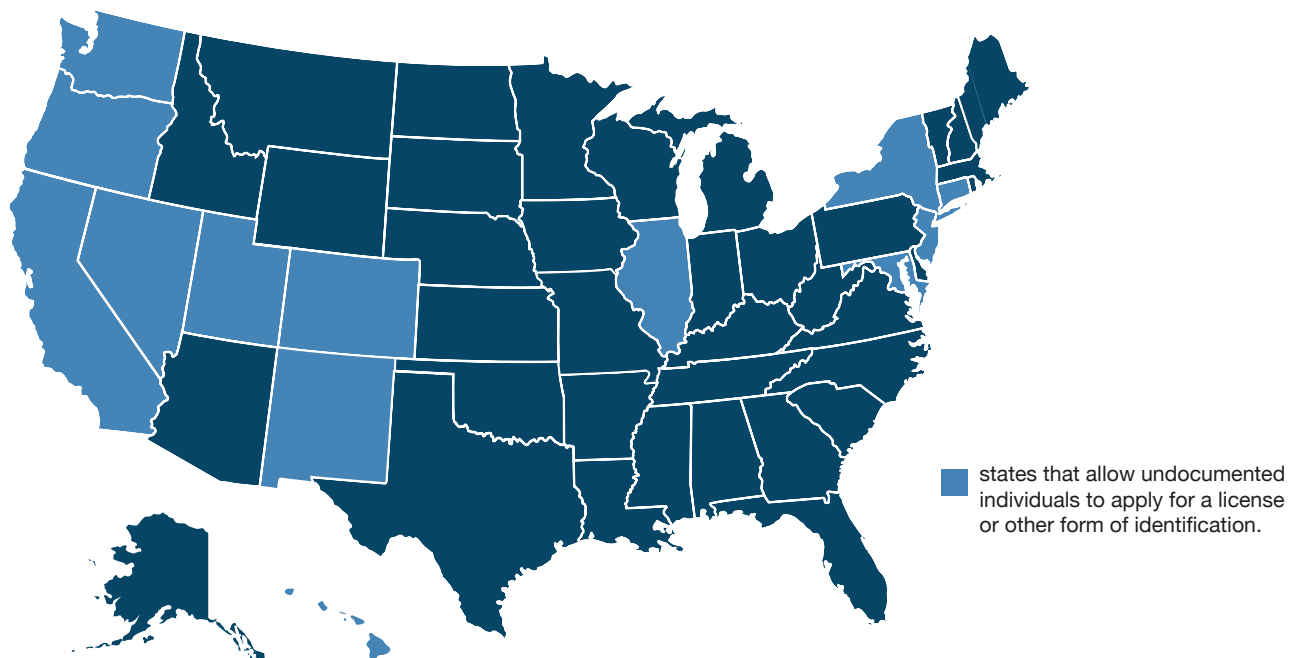 states that allow undocumented
individuals to apply for a license
or other form of identification.